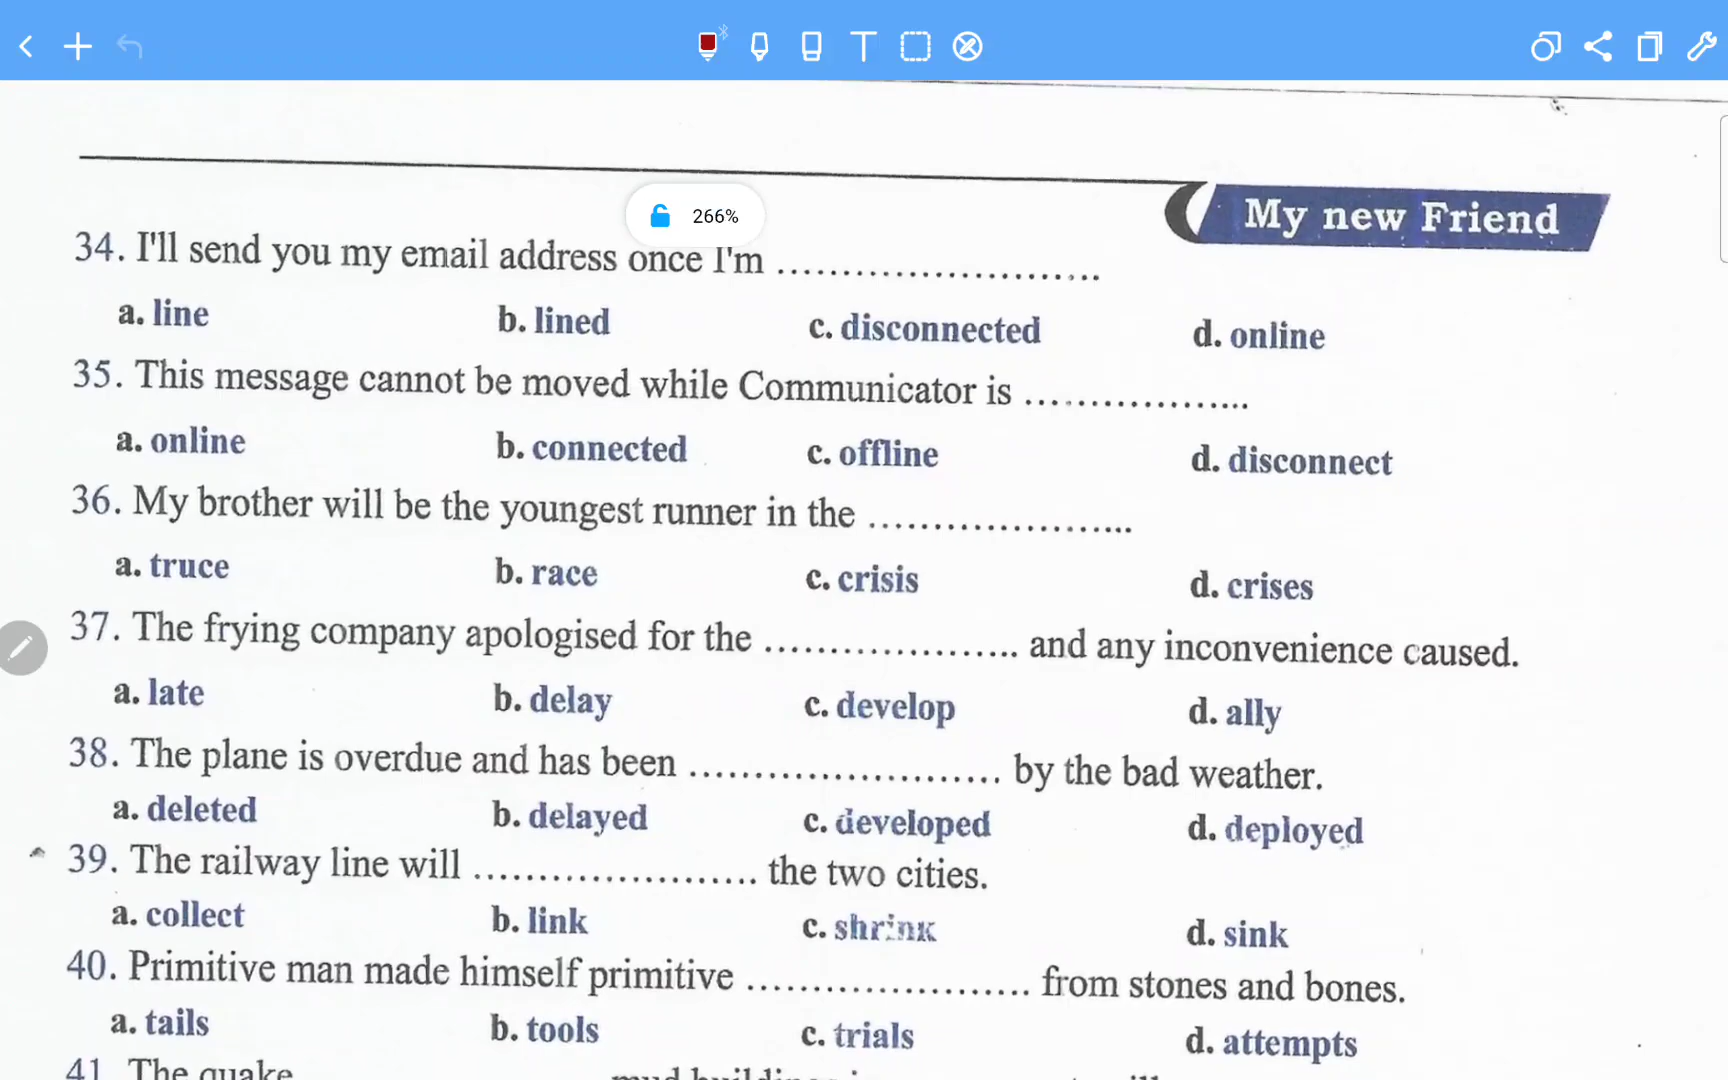 266%
My new Friend
34. I'll send you my email address once I'm ..............................
a. line b. lined c. disconnected d. online
35. This message cannot be moved while Communicator is .....................
a. online b. connected c. offline d. disconnect
36. My brother will be the youngest runner in the ........................
a. truce b. race c. crisis d. crises
37. The frying company apologised for the ........................ and any inconvenience caused.
a. late b. delay c. develop d. ally
38. The plane is overdue and has been ............................. by the bad weather.
a. deleted b. delayed c. developed d. deployed
39. The railway line will .......................... the two cities.
a. collect b. link c. shrink d. sink
40. Primitive man made himself primitive .......................... from stones and bones.
a. tails b. tools c. trials d. attempts
41. The quake mud buildings